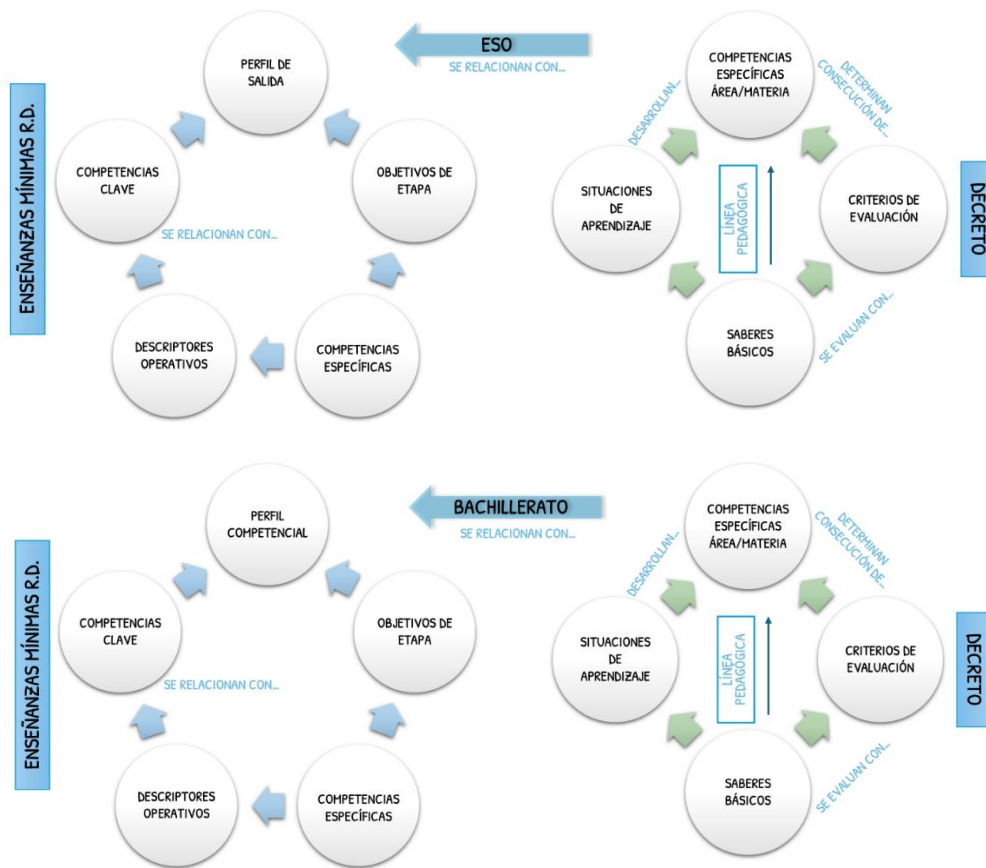 ENSEÑANZAS MÍNIMAS R.D.
PERFIL DE
SALIDA
COMPETENCIAS
CLAVE
OBJETIVOS DE
ETAPA
SE RELACIONAN CON...
DESCRIPTORES
OPERATIVOS
COMPETENCIAS
ESPECÍFICAS
ESO
SE RELACIONAN CON...
COMPETENCIAS
ESPECÍFICAS
ÁREA/MATERIA
DESARROLLAN...
DETERMINAN
CONSECUCIÓN DE...
SITUACIONES
DE
APRENDIZAJE
LÍNEA
PEDAGÓGICA
CRITERIOS DE
EVALUACIÓN
SABERES
BÁSICOS
SE EVALUAN CON...
DECRETO
ENSEÑANZAS MÍNIMAS R.D.
PERFIL
COMPETENCIAL
COMPETENCIAS
CLAVE
OBJETIVOS DE
ETAPA
SE RELACIONAN CON...
DESCRIPTORES
OPERATIVOS
COMPETENCIAS
ESPECÍFICAS
BACHILLERATO
SE RELACIONAN CON...
COMPETENCIAS
ESPECÍFICAS
ÁREA/MATERIA
DESARROLLAN...
DETERMINAN
CONSECUCIÓN DE...
SITUACIONES
DE
APRENDIZAJE
LÍNEA
PEDAGÓGICA
CRITERIOS DE
EVALUACIÓN
SABERES
BÁSICOS
SE EVALUAN CON...
DECRETO